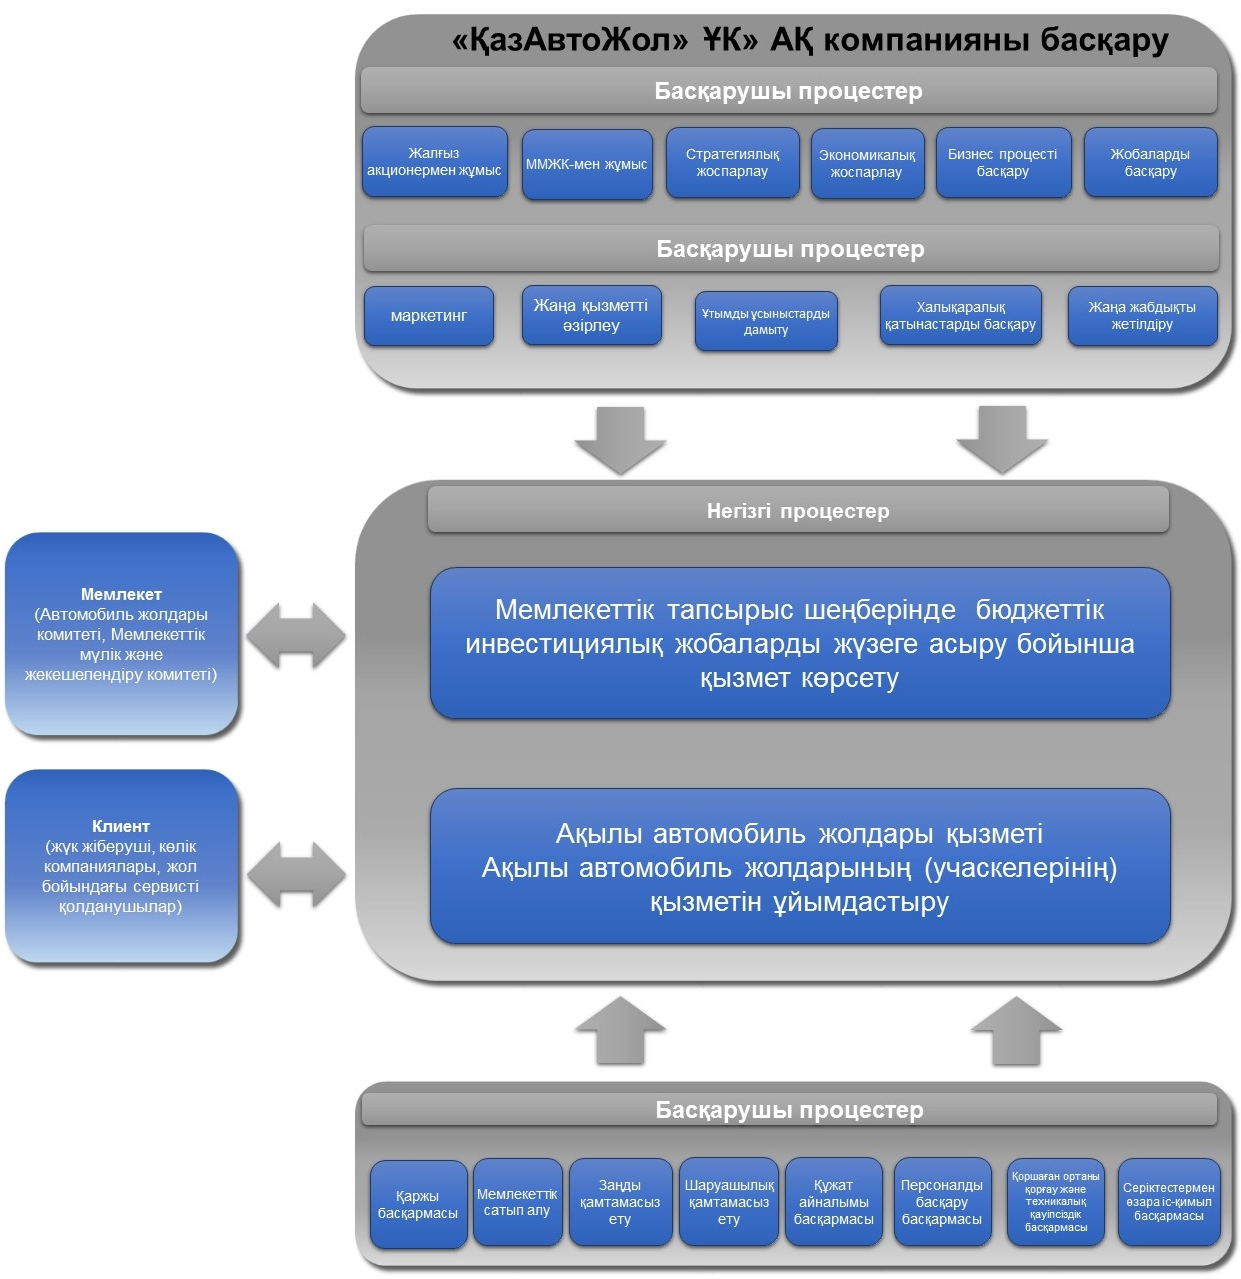 «ҚазАвтоЖол» ҰК» АҚ компанияны басқару
Басқарушы процестер
Жалғыз
акционермен жұмыс
ММЖК-мен жұмыс
Стратегиялық
жоспарлау
Экономикалық
жоспарлау
Бизнес процесті
басқару
Жобаларды
басқару
Басқарушы процестер
маркетинг
Жаңа қызметті
әзірлеу
Ұтымды ұсыныстарды
дамыту
Халықаралық
қатынастарды басқару
Жаңа жабдықты
жетілдіру
Негізгі процестер
Мемлекеттік тапсырыс шеңберінде бюджеттік
инвестициялық жобаларды жүзеге асыру бойынша
қызмет көрсету
Мемлекет
(Автомобиль жолдары
комитеті, Мемлекеттік
мүлік және
жекешелендіру комитеті)
Ақылы автомобиль жолдары қызметі
Ақылы автомобиль жолдарының (учаскелерінің)
қызметін ұйымдастыру
Клиент
(жүк жіберуші, көлік
компаниялары, жол
бойындағы сервисті
қолданушылар)
Басқарушы процестер
Қаржы
басқармасы
Мемлекеттік
сатып алу
Заңды
қамтамасыз
ету
Шаруашылық
қамтамасыз
ету
Құжат
айналымы
басқармасы
Персоналды
басқару
басқармасы
Қоршаған ортаны
қорғау және
техникалық
қауіпсіздік
басқармасы
Серіктестермен
өзара іс-қимыл
басқармасы